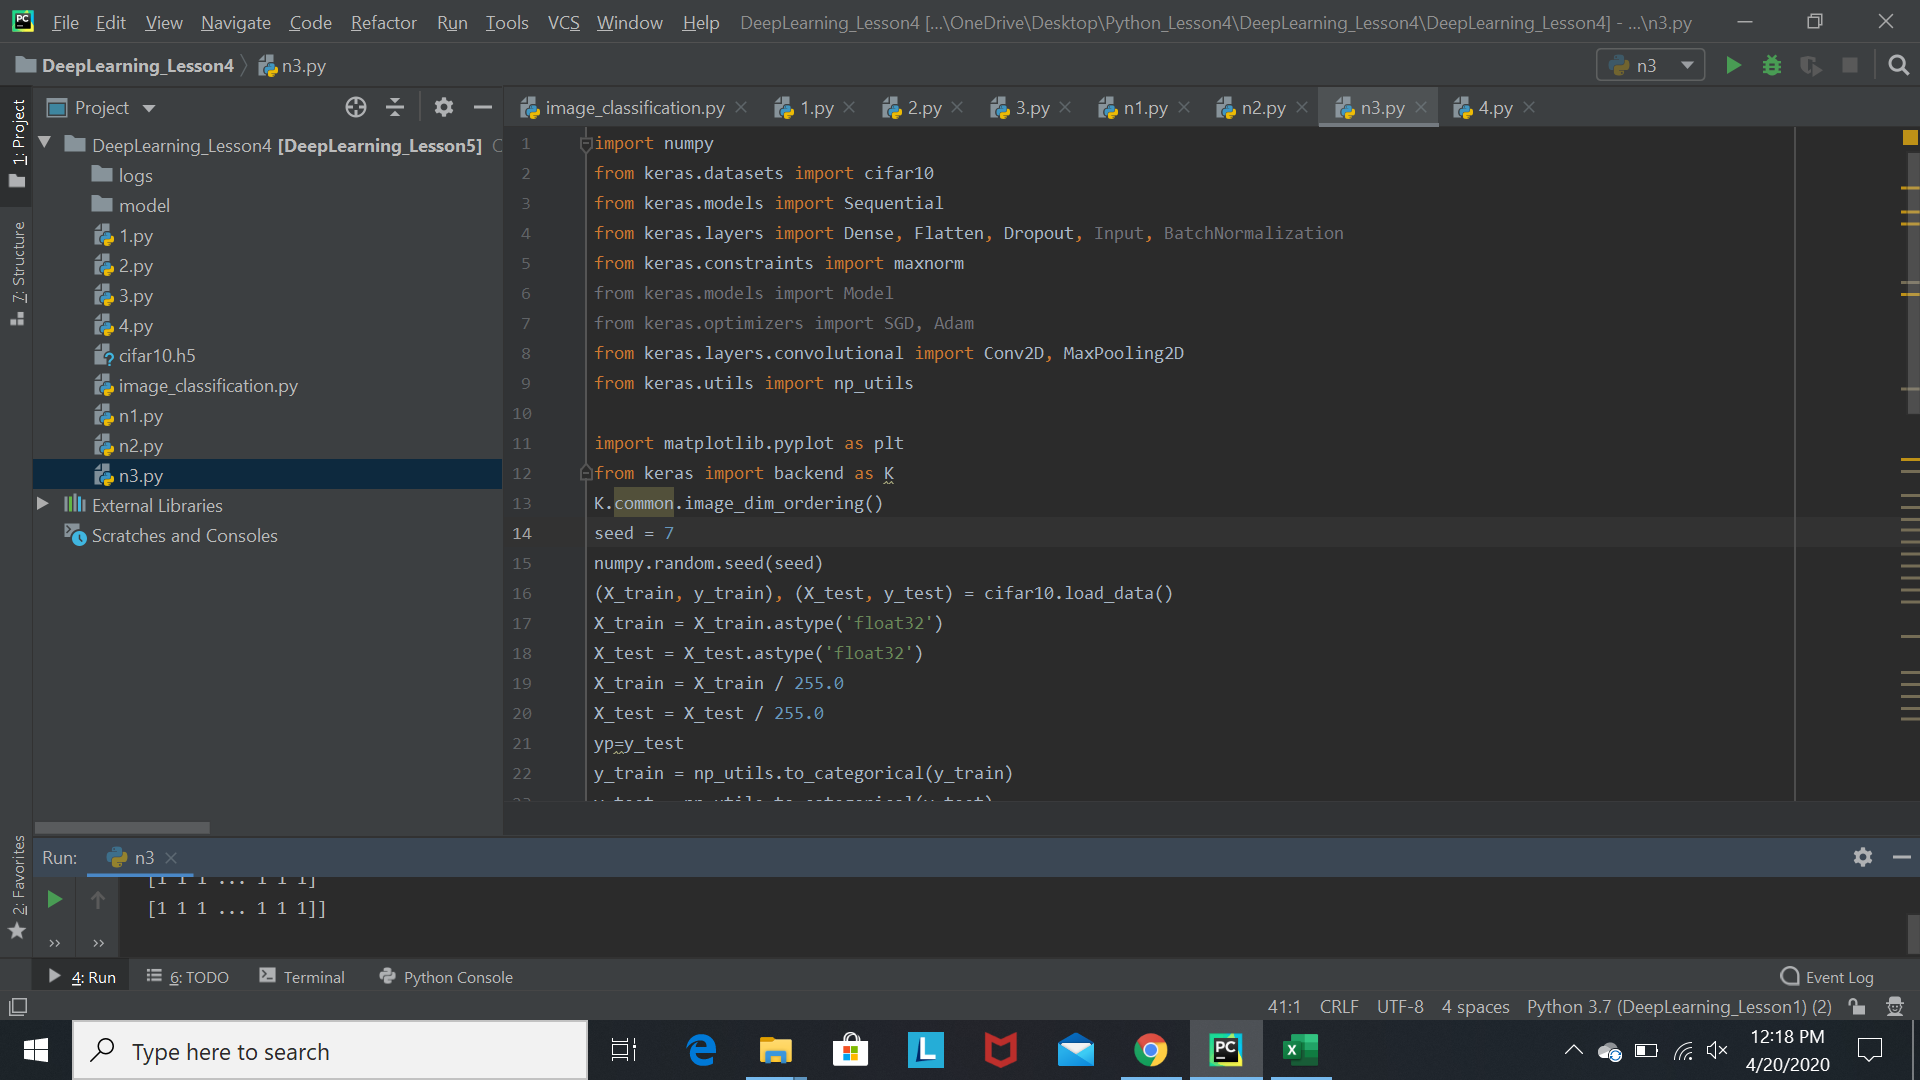 File Edit View Navigate Code Refactor Run Tools VCS Window Help DeepLearning_Lesson4 [...\OneDrive\Desktop\Python_Lesson4\DeepLearning_Lesson4\DeepLearning_Lesson4] - ...\n3.py
DeepLearning_Lesson4 n3.py n3
1: Project
7: Structure
2: Favorites
Project
DeepLearning_Lesson4 [DeepLearning_Lesson5]
logs
model
1.py
2.py
3.py
4.py
cifar10.h5
image_classification.py
n1.py
n2.py
n3.py
External Libraries
Scratches and Consoles
image_classification.py 1.py 2.py 3.py n1.py n2.py n3.py 4.py
1 import numpy
2 from keras.datasets import cifar10
3 from keras.models import Sequential
4 from keras.layers import Dense, Flatten, Dropout, Input, BatchNormalization
5 from keras.constraints import maxnorm
6 from keras.models import Model
7 from keras.optimizers import SGD, Adam
8 from keras.layers.convolutional import Conv2D, MaxPooling2D
9 from keras.utils import np_utils
10
11 import matplotlib.pyplot as plt
12 from keras import backend as K
13 K.common.image_dim_ordering()
14 seed = 7
15 numpy.random.seed(seed)
16 (X_train, y_train), (X_test, y_test) = cifar10.load_data()
17 X_train = X_train.astype('float32')
18 X_test = X_test.astype('float32')
19 X_train = X_train / 255.0
20 X_test = X_test / 255.0
21 yp=y_test
22 y_train = np_utils.to_categorical(y_train)
Run: n3
[1 1 1 ... 1 1 1]
[1 1 1 ... 1 1 1]]
4: Run 6: TODO Terminal Python Console Event Log
41:1 CRLF UTF-8 4 spaces Python 3.7 (DeepLearning_Lesson1) (2)
Type here to search
12:18 PM
4/20/2020